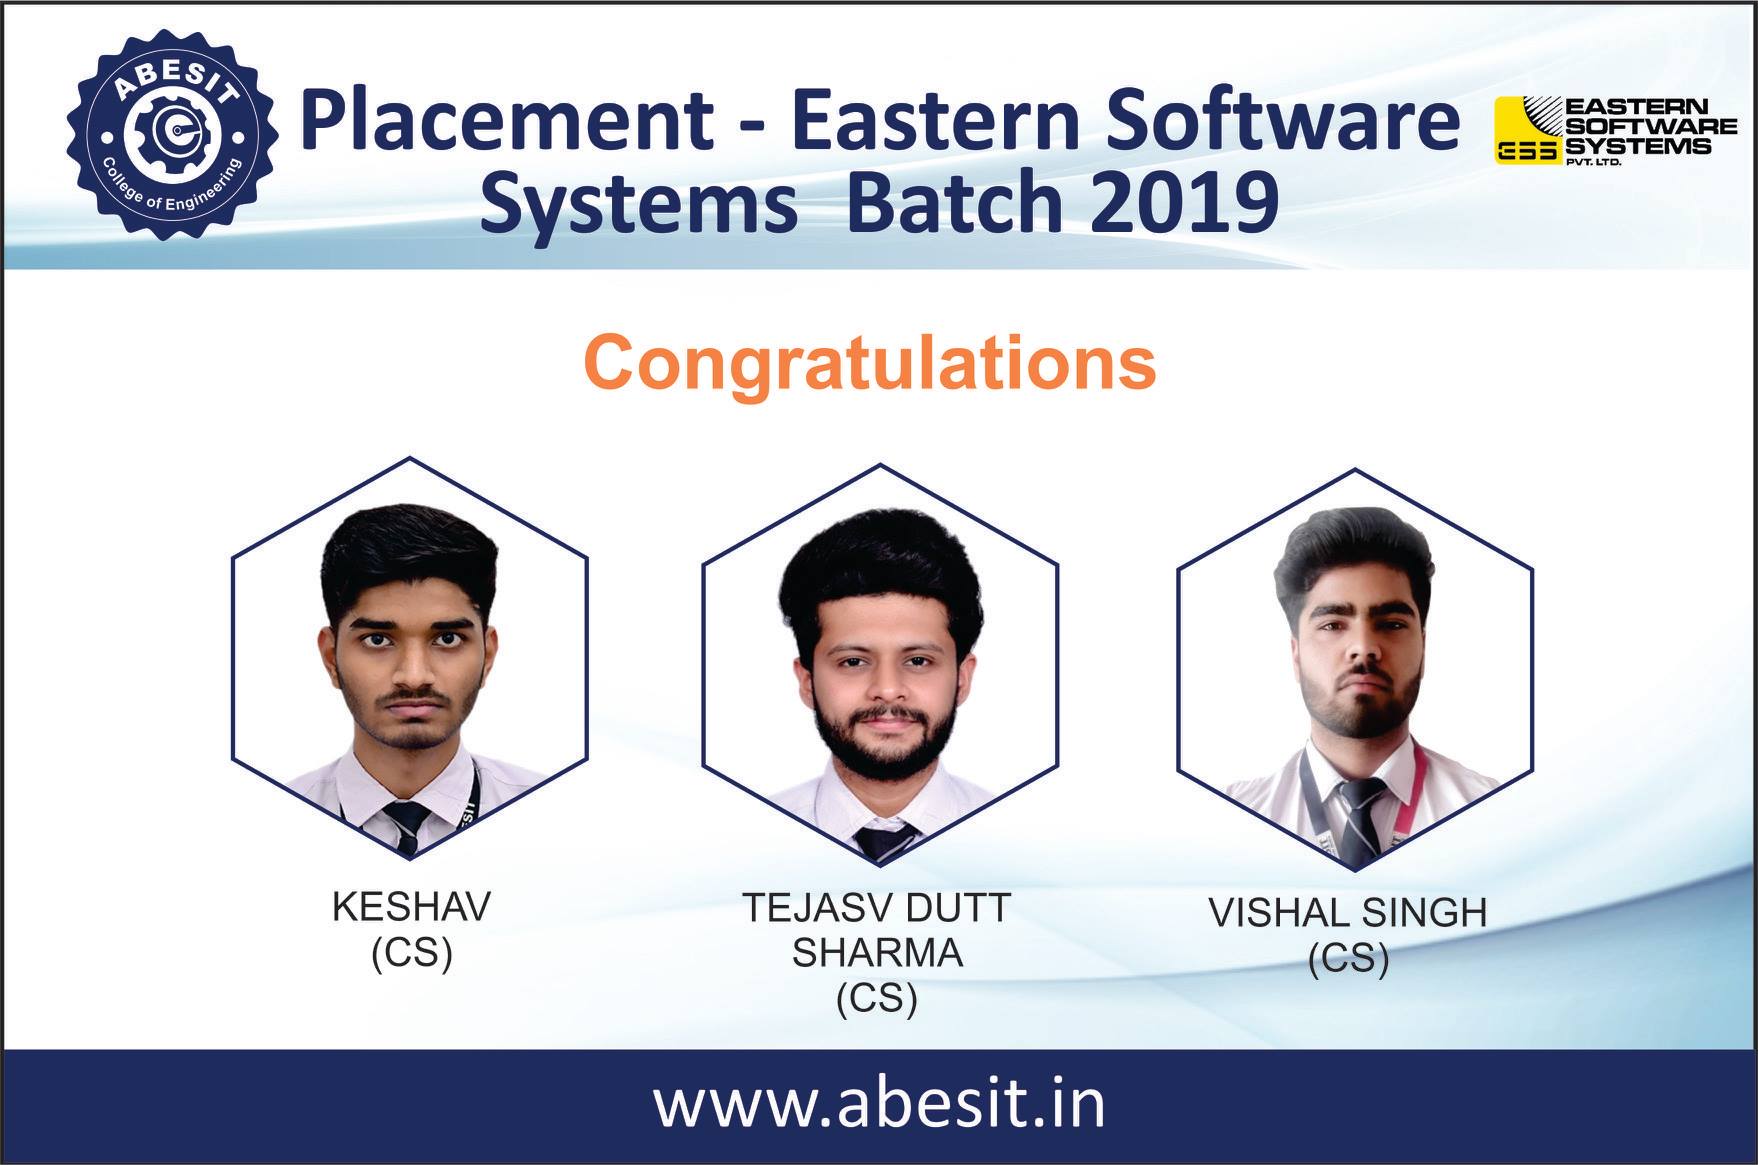 ABESIT
College of Engineering
Placement - Eastern Software
Systems Batch 2019
ESS
EASTERN
SOFTWARE
SYSTEMS
PVT. LTD.
Congratulations
KESHAV
(CS)
TEJASV DUTT
SHARMA
(CS)
VISHAL SINGH
(CS)
www.abesit.in